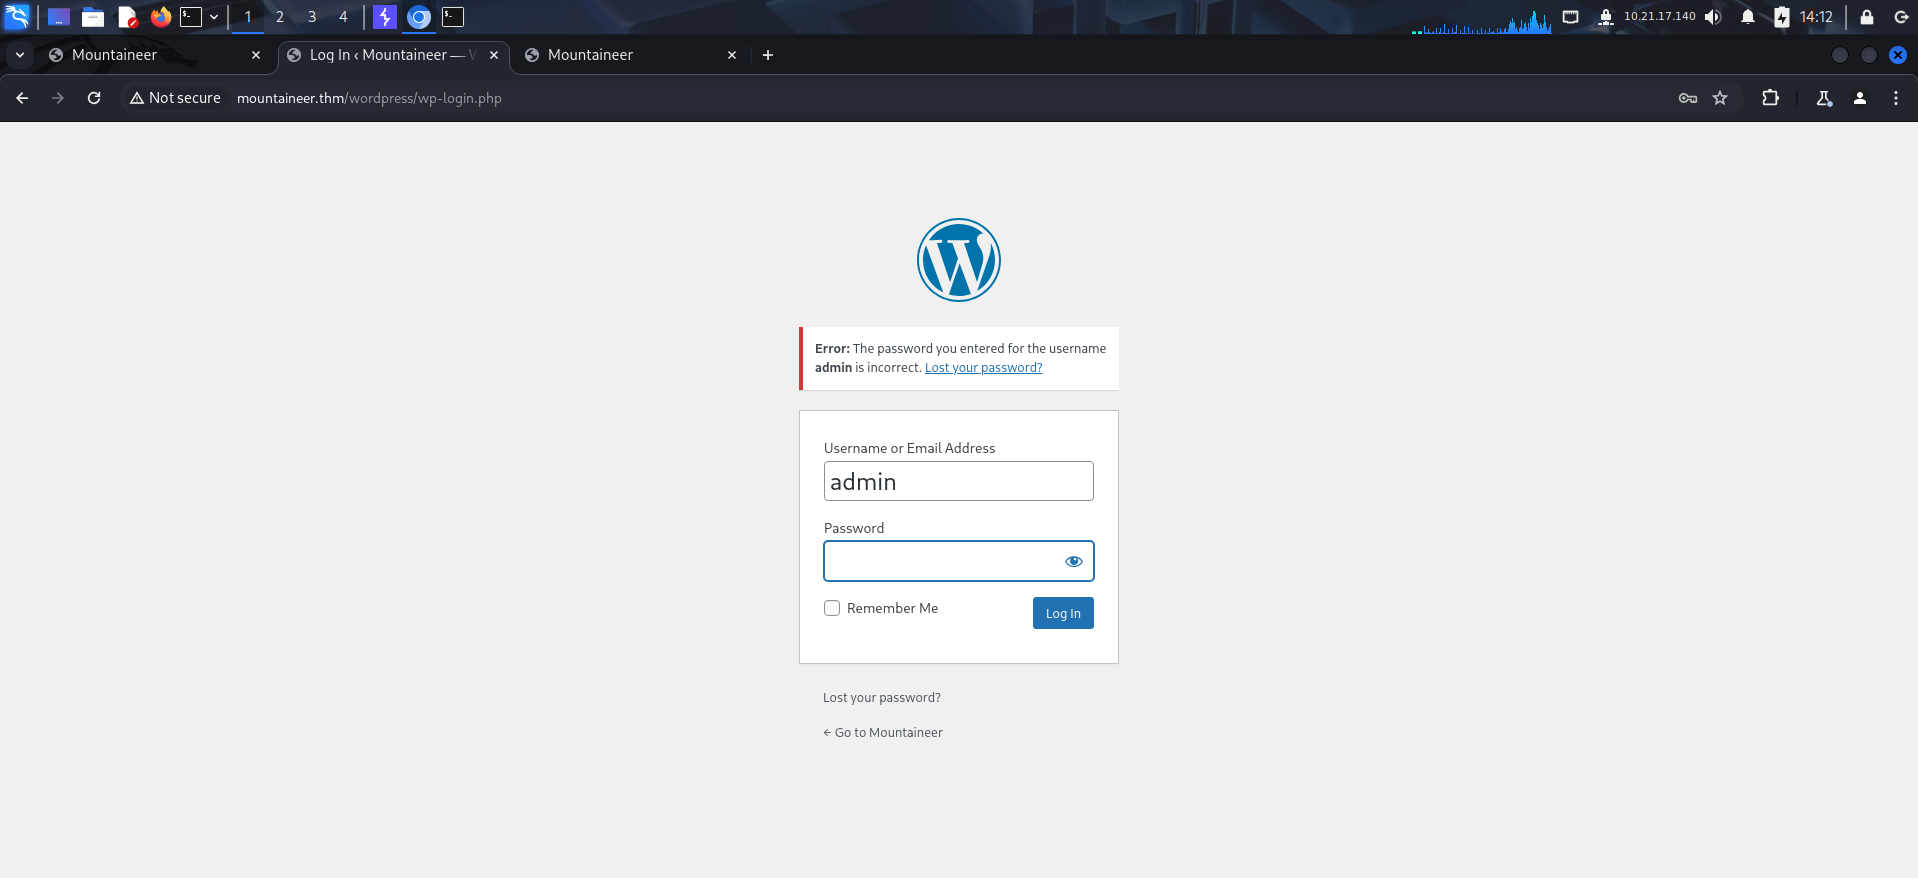 1 2 3 4 10.21.17.140 14:12
Mountaineer Log In ‹ Mountaineer — W Mountaineer
Not secure mountaineer.thm/wordpress/wp-login.php
Error: The password you entered for the username
admin is incorrect. Lost your password?
Username or Email Address
admin
Password
Remember Me Log In
Lost your password?
← Go to Mountaineer